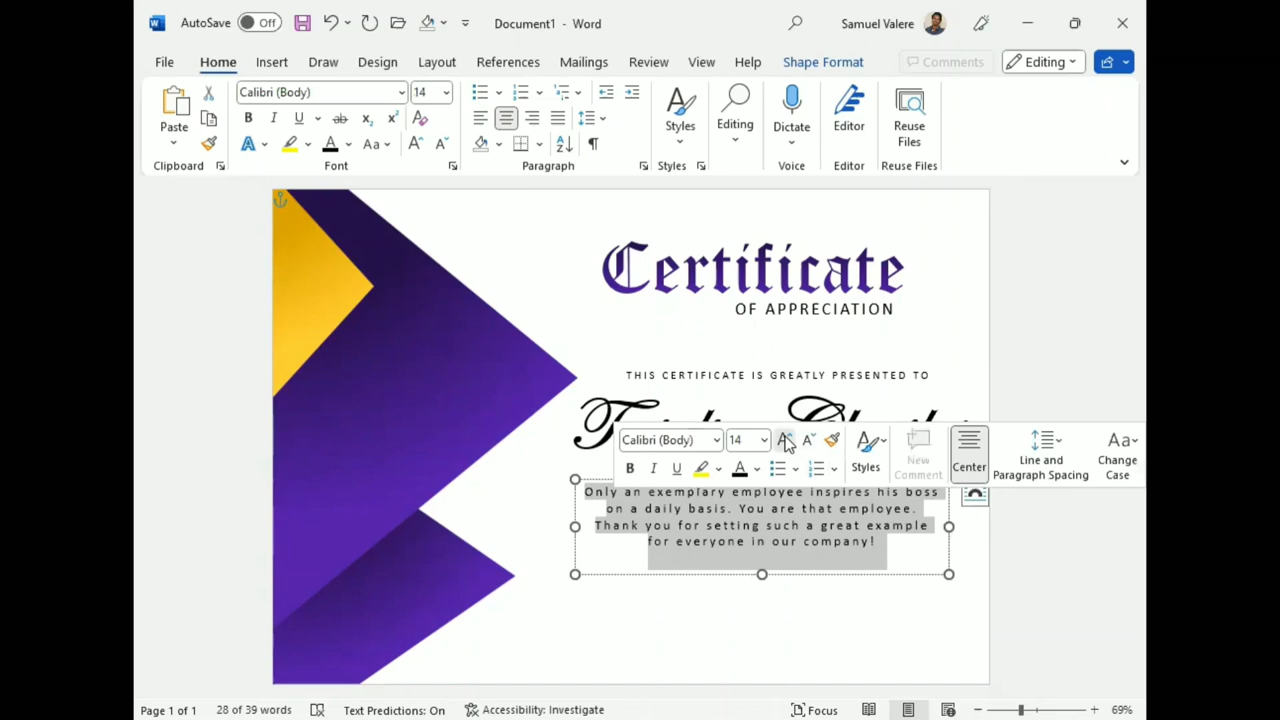 AutoSave Off Document1 - Word Samuel Valere
File Home Insert Draw Design Layout References Mailings Review View Help Shape Format Comments Editing
Paste
Clipboard
Calibri (Body) 14
Font
Paragraph
Styles
Styles
Editing
Dictate
Voice
Editor
Editor
Reuse
Files
Reuse Files
Certificate
OF APPRECIATION
THIS CERTIFICATE IS GREATLY PRESENTED TO
Calibri (Body) 14
Styles
New
Comment
Center
Line and
Paragraph Spacing
Change
Case
Only an exemplary employee inspires his boss
on a daily basis. You are that employee.
Thank you for setting such a great example
for everyone in our company!
Page 1 of 1 28 of 39 words Text Predictions: On Accessibility: Investigate Focus 69%